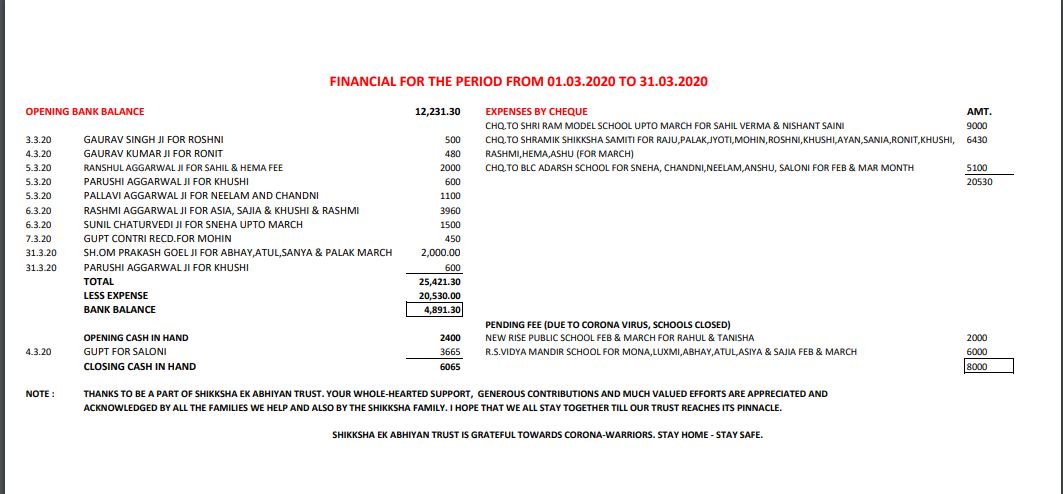 FINANCIAL FOR THE PERIOD FROM 01.03.2020 TO 31.03.2020
OPENING BANK BALANCE 12,231.30 EXPENSES BY CHEQUE AMT.
CHQ.TO SHRI RAM MODEL SCHOOL UPTO MARCH FOR SAHIL VERMA & NISHANT SAINI 9000
3.3.20 GAURAV SINGH JI FOR ROSHNI 500 CHQ.TO SHRAMIK SHIKKSHA SAMITI FOR RAJU,PALAK,JYOTI,MOHIN,ROSHNI,KHUSHI,AYAN,SANIA,RONIT,KHUSHI, 6430
4.3.20 GAURAV KUMAR JI FOR RONIT 480 RASHMI,HEMA,ASHU (FOR MARCH)
5.3.20 RANSHUL AGGARWAL JI FOR SAHIL & HEMA FEE 2000 CHQ.TO BLC ADARSH SCHOOL FOR SNEHA, CHANDNI,NEELAM,ANSHU, SALONI FOR FEB & MAR MONTH 5100
5.3.20 PARUSHI AGGARWAL JI FOR KHUSHI 600 20530
5.3.20 PALLAVI AGGARWAL JI FOR NEELAM AND CHANDNI 1100
6.3.20 RASHMI AGGARWAL JI FOR ASIA, SAJIA & KHUSHI & RASHMI 3960
6.3.20 SUNIL CHATURVEDI JI FOR SNEHA UPTO MARCH 1500
7.3.20 GUPT CONTRI RECD.FOR MOHIN 450
31.3.20 SH.OM PRAKASH GOEL JI FOR ABHAY,ATUL,SANYA & PALAK MARCH 2,000.00
31.3.20 PARUSHI AGGARWAL JI FOR KHUSHI 600
TOTAL 25,421.30
LESS EXPENSE 20,530.00
BANK BALANCE 4,891.30
PENDING FEE (DUE TO CORONA VIRUS, SCHOOLS CLOSED)
OPENING CASH IN HAND 2400 NEW RISE PUBLIC SCHOOL FEB & MARCH FOR RAHUL & TANISHA 2000
4.3.20 GUPT FOR SALONI 3665 R.S.VIDYA MANDIR SCHOOL FOR MONA,LUXMI,ABHAY,ATUL,ASIYA & SAJIA FEB & MARCH 6000
CLOSING CASH IN HAND 6065 8000
NOTE : THANKS TO BE A PART OF SHIKKSHA EK ABHIYAN TRUST. YOUR WHOLE-HEARTED SUPPORT, GENEROUS CONTRIBUTIONS AND MUCH VALUED EFFORTS ARE APPRECIATED AND
ACKNOWLEDGED BY ALL THE FAMILIES WE HELP AND ALSO BY THE SHIKKSHA FAMILY. I HOPE THAT WE ALL STAY TOGETHER TILL OUR TRUST REACHES ITS PINNACLE.
SHIKKSHA EK ABHIYAN TRUST IS GRATEFUL TOWARDS CORONA-WARRIORS. STAY HOME - STAY SAFE.